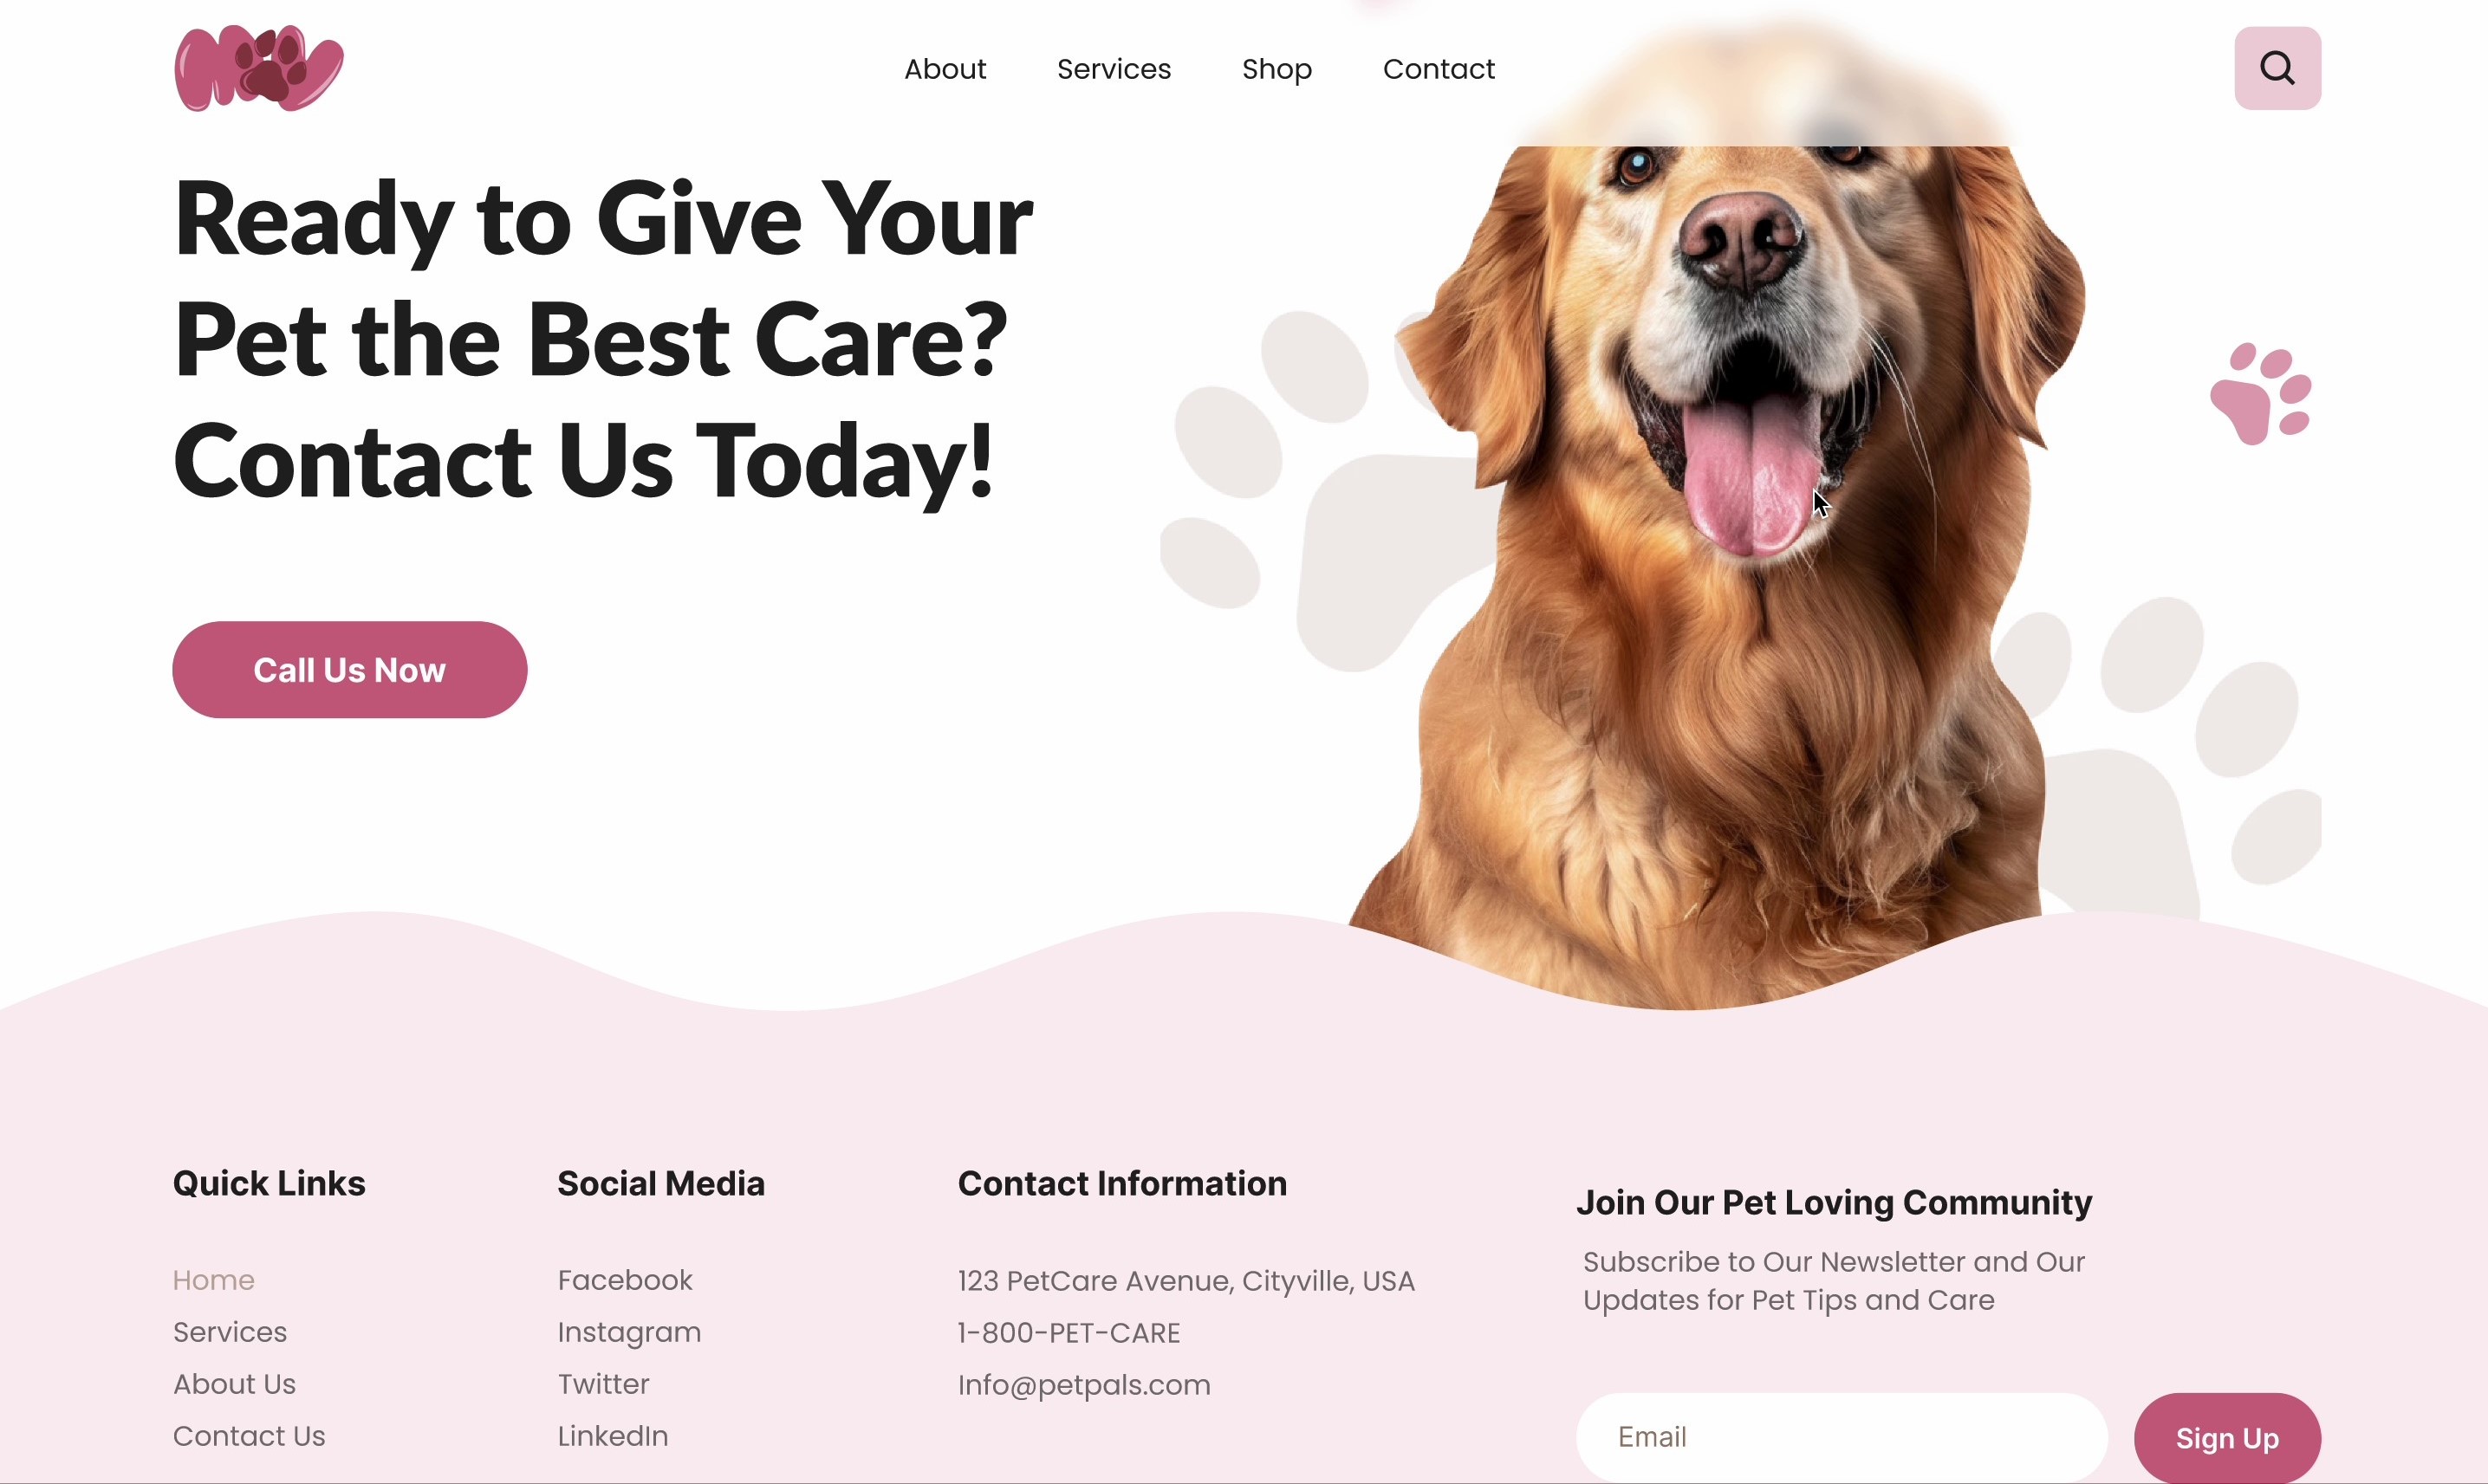 About Services Shop Contact
Ready to Give Your
Pet the Best Care?
Contact Us Today!
Call Us Now
Quick Links
Home
Services
About Us
Contact Us
Social Media
Facebook
Instagram
Twitter
LinkedIn
Contact Information
123 PetCare Avenue, Cityville, USA
1-800-PET-CARE
Info@petpals.com
Join Our Pet Loving Community
Subscribe to Our Newsletter and Our
Updates for Pet Tips and Care
Email
Sign Up